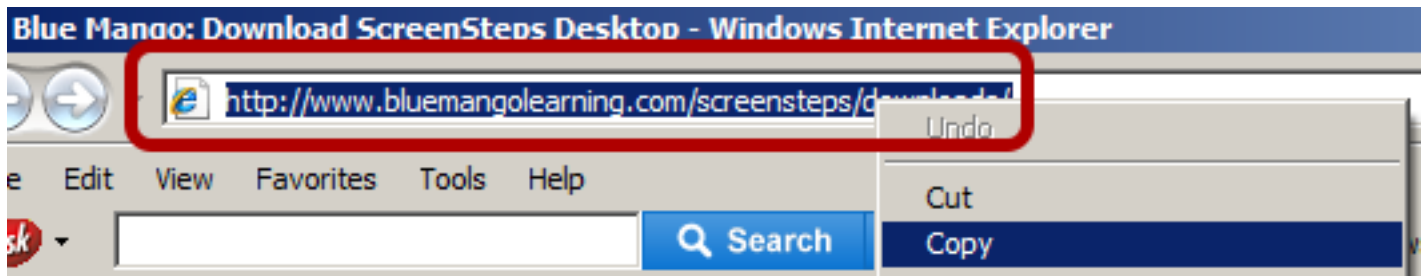 Blue Mango: Download ScreenSteps Desktop - Windows Internet Explorer
http://www.bluemangolearning.com/screensteps/downloads/
Undo
Edit View Favorites Tools Help
Cut
Search
Copy